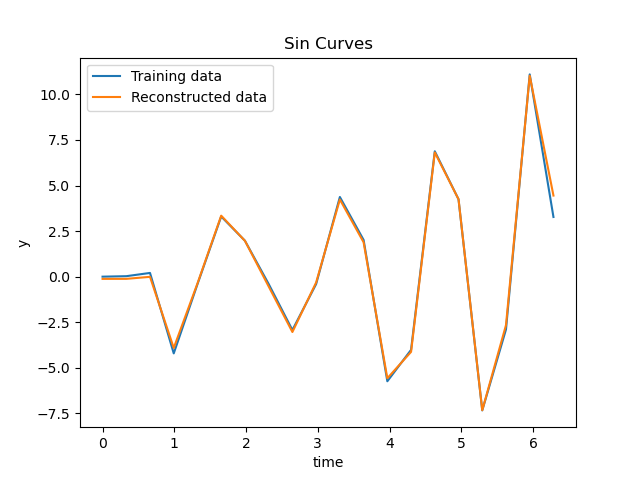 Sin Curves
Training data
Reconstructed data
10.0
7.5
5.0
2.5
0.0
−2.5
−5.0
−7.5
y
0 1 2 3 4 5 6
time